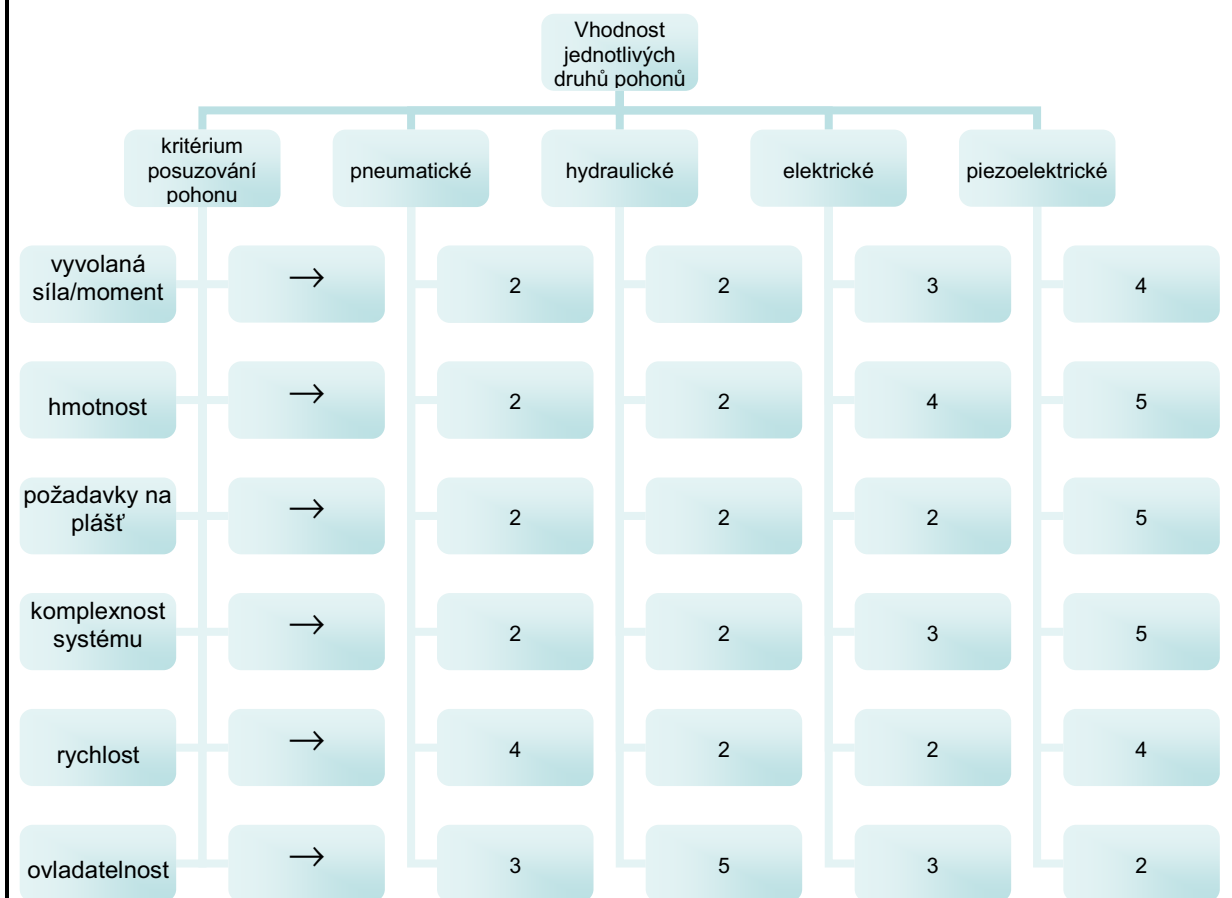 Vhodnost
jednotlivých
druhů pohonů
kritérium
posuzování
pohonu
pneumatické
hydraulické
elektrické
piezoelektrické
vyvolaná
síla/moment
→
2
2
3
4
hmotnost
→
2
2
4
5
požadavky na
plášť
→
2
2
2
5
komplexnost
systému
→
2
2
3
5
rychlost
→
4
2
2
4
ovladatelnost
→
3
5
3
2